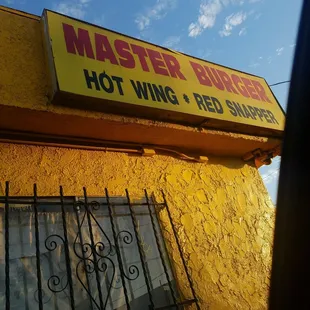 MASTER BURGER
HOT WING • RED SNAPPER